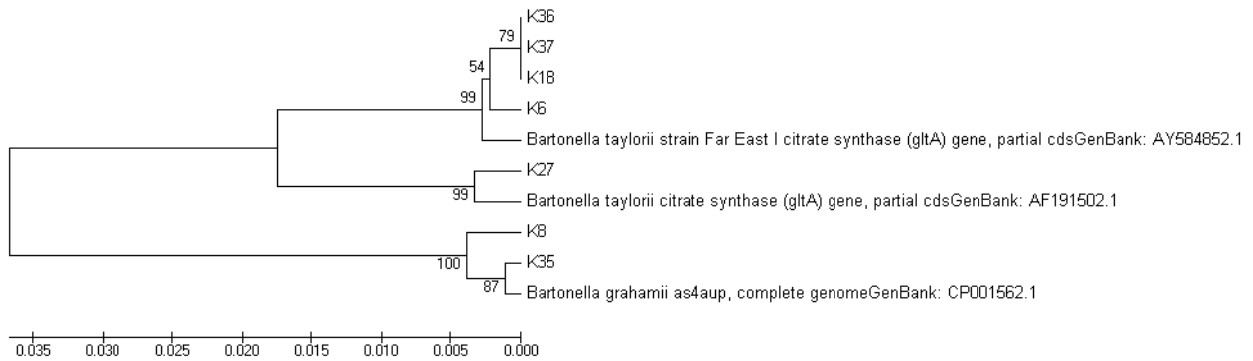 K36
79
K37
54
K18
99
K6
Bartonella taylorii strain Far East I citrate synthase (gltA) gene, partial cdsGenBank: AY584852.1
K27
99
Bartonella taylorii citrate synthase (gltA) gene, partial cdsGenBank: AF191502.1
K8
100
K35
87
Bartonella grahamii as4aup, complete genomeGenBank: CP001562.1
0.035 0.030 0.025 0.020 0.015 0.010 0.005 0.000